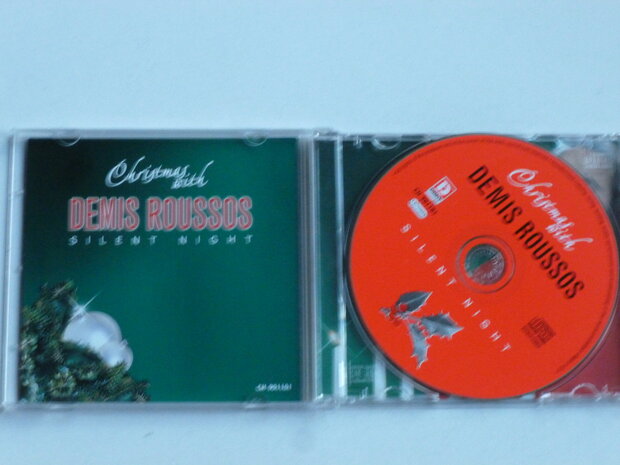 Christmas
with
DEMIS ROUSSOS
SILENT NIGHT
Christmas
with
DEMIS ROUSSOS
SILENT NIGHT